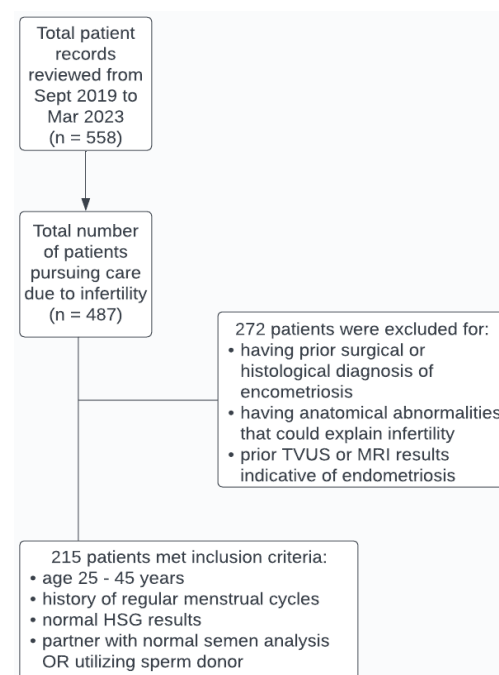 Total patient
records
reviewed from
Sept 2019 to
Mar 2023
(n = 558)
Total number
of patients
pursuing care
due to infertility
(n = 487)
272 patients were excluded for:
• having prior surgical or
histological diagnosis of
encometriosis
• having anatomical abnormalities
that could explain infertility
• prior TVUS or MRI results
indicative of endometriosis
215 patients met inclusion criteria:
• age 25 - 45 years
• history of regular menstrual cycles
• normal HSG results
• partner with normal semen analysis
OR utilizing sperm donor